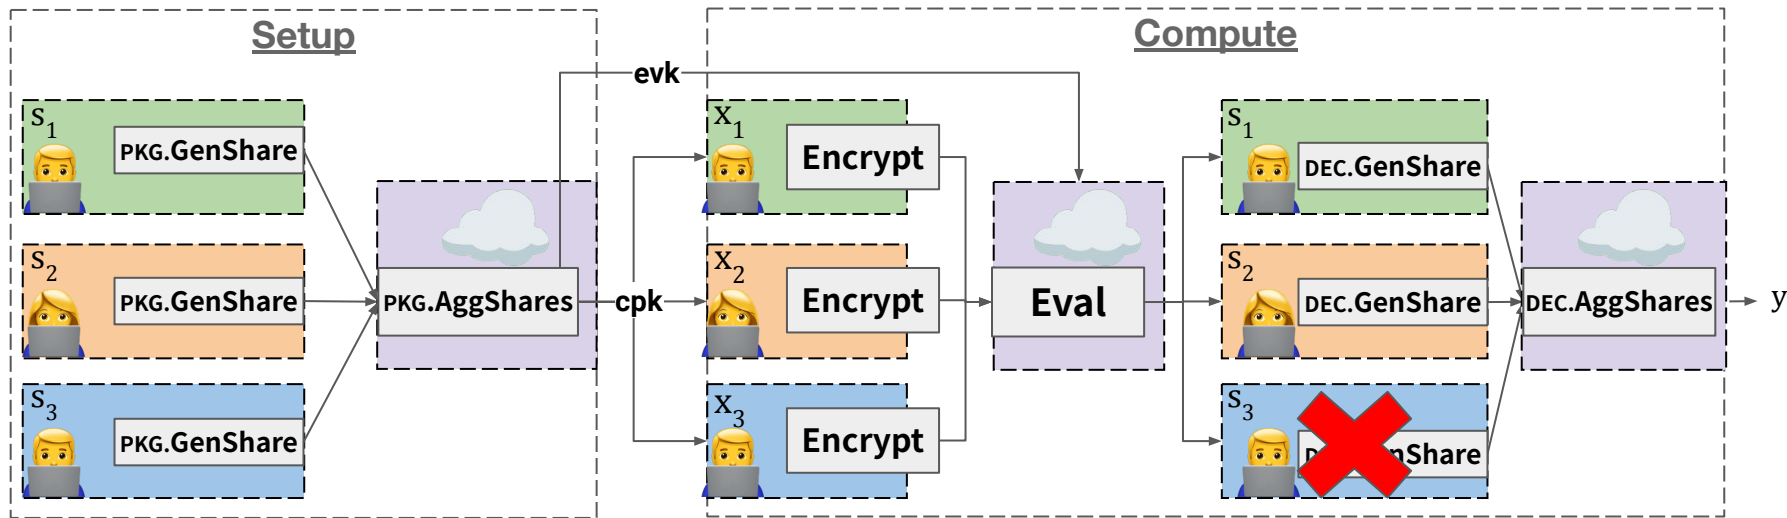 Setup
Compute
evk
s1
PKG.GenShare
s2
PKG.GenShare
s3
PKG.GenShare
PKG.AggShares
cpk
x1
Encrypt
x2
Encrypt
x3
Encrypt
Eval
s1
DEC.GenShare
s2
DEC.GenShare
s3
DEC.AggShares
y